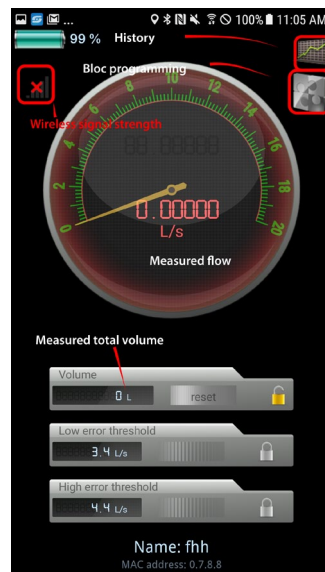 ... 100% 11:05 AM
99 % History
Bloc programming
Wireless signal strength
0 2 4 6 8 10 12 14 16 18 20
0.00000
L/s
Measured flow
Measured total volume
Volume
0 L reset
Low error threshold
3,4 L/s
High error threshold
4,4 L/s
Name: fhh
MAC address: 0.7.8.8